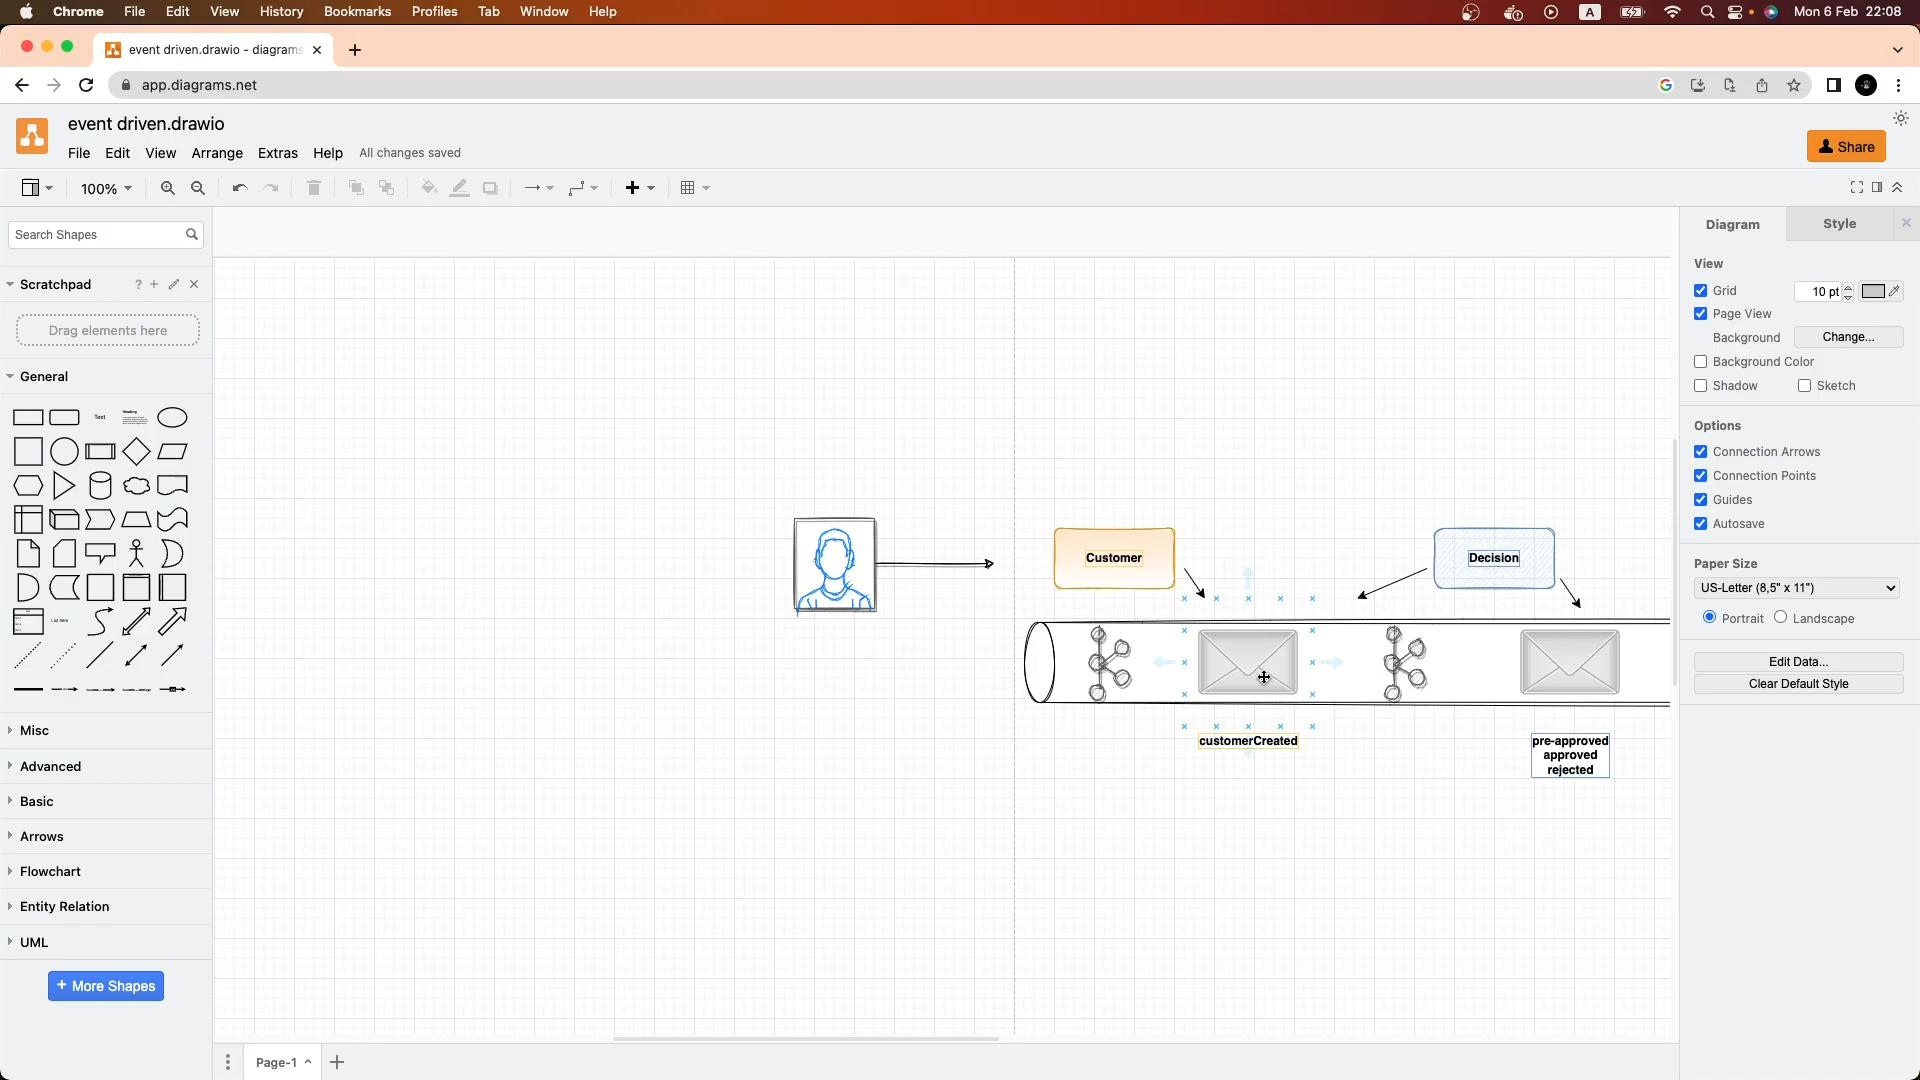 Chrome File Edit View History Bookmarks Profiles Tab Window Help
A
Mon 6 Feb 22:08
event driven.drawio - diagrams
app.diagrams.net
event driven.drawio
File Edit View Arrange Extras Help All changes saved
Share
100%
Search Shapes
Scratchpad
?
Drag elements here
General
Text
Heading
List Item
Misc
Advanced
Basic
Arrows
Flowchart
Entity Relation
UML
+ More Shapes
Customer
Decision
customerCreated
pre-approved
approved
rejected
Page-1
Diagram Style
View
Grid 10 pt
Page View
Background Change...
Background Color
Shadow Sketch
Options
Connection Arrows
Connection Points
Guides
Autosave
Paper Size
US-Letter (8,5" x 11")
Portrait Landscape
Edit Data...
Clear Default Style